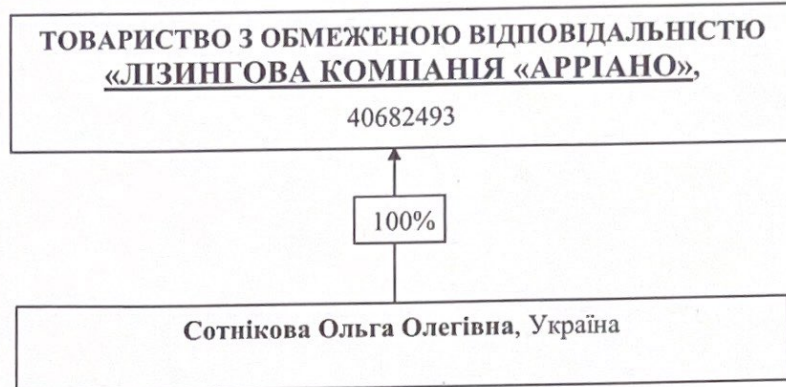 ТОВАРИСТВО З ОБМЕЖЕНОЮ ВІДПОВІДАЛЬНІСТЮ
«ЛІЗИНГОВА КОМПАНІЯ «АРРІАНО»,
40682493
100%
Сотнікова Ольга Олегівна, Україна